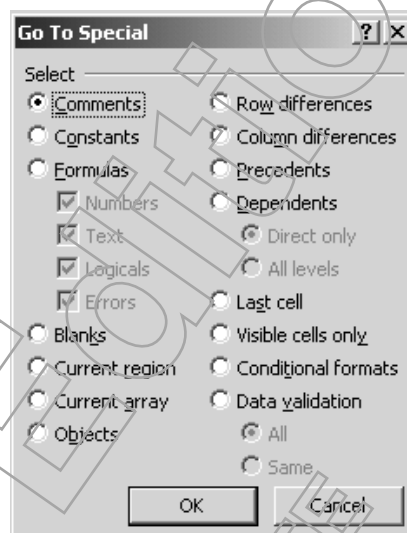 Go To Special
Select
Comments
Constants
Formulas
Numbers
Text
Logicals
Errors
Blanks
Current region
Current array
Objects
Row differences
Column differences
Precedents
Dependents
Direct only
All levels
Last cell
Visible cells only
Conditional formats
Data validation
All
Same
OK
Cancel